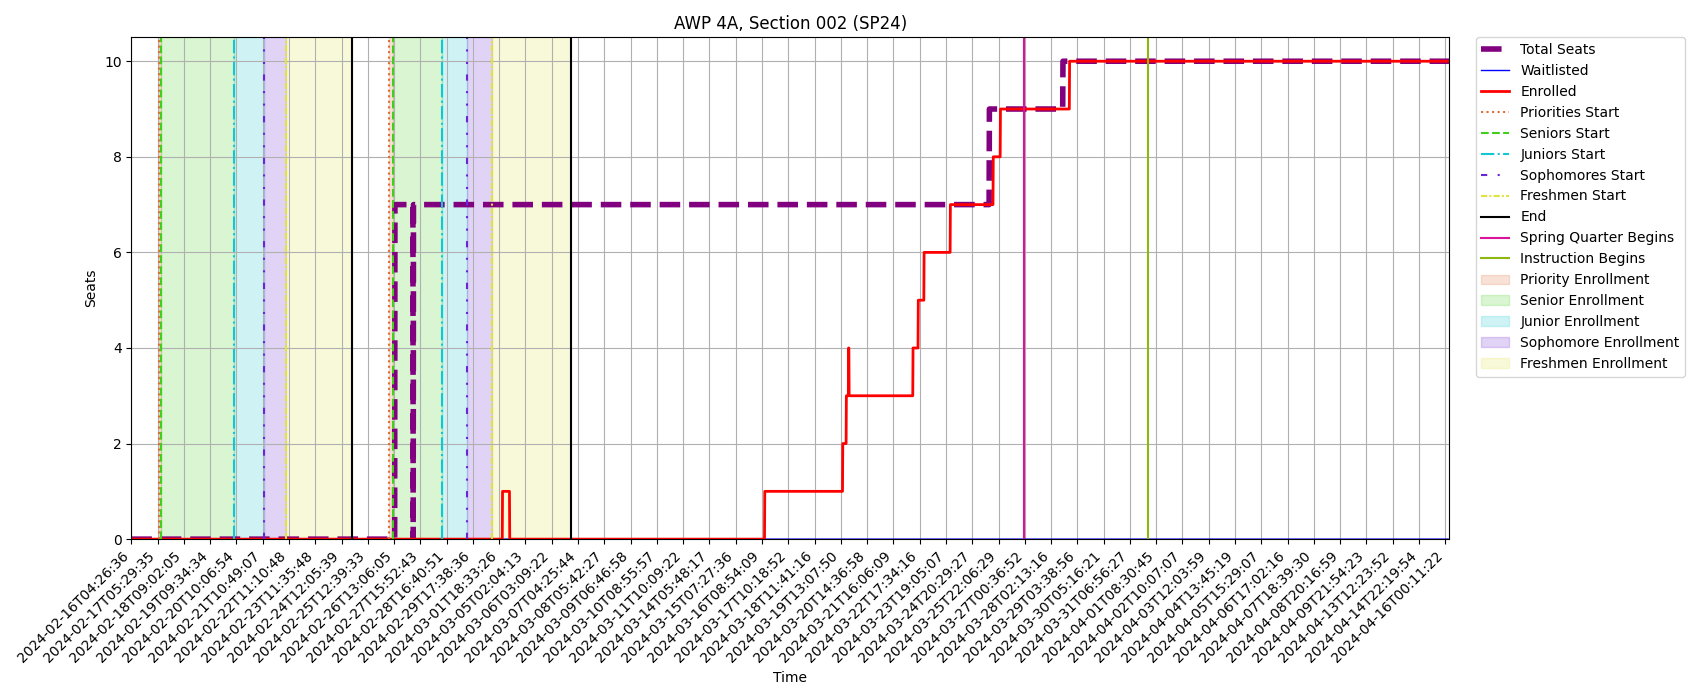 AWP 4A, Section 002 (SP24)
Seats
10
8
6
4
2
0
2024-02-16T04:26:36
2024-02-17T05:29:35
2024-02-18T09:02:05
2024-02-19T09:34:34
2024-02-20T10:06:54
2024-02-21T10:49:07
2024-02-22T11:10:48
2024-02-23T11:35:48
2024-02-24T12:05:39
2024-02-25T12:39:33
2024-02-26T13:06:05
2024-02-27T15:52:43
2024-02-28T16:40:51
2024-02-29T17:38:36
2024-03-01T18:33:26
2024-03-05T02:04:13
2024-03-06T03:09:22
2024-03-07T04:25:44
2024-03-08T05:42:27
2024-03-09T06:46:58
2024-03-10T08:55:57
2024-03-11T10:09:22
2024-03-14T05:48:17
2024-03-15T07:27:36
2024-03-16T08:54:09
2024-03-17T10:18:52
2024-03-18T11:41:16
2024-03-19T13:07:50
2024-03-20T14:36:58
2024-03-21T16:06:09
2024-03-22T17:34:16
2024-03-23T19:05:07
2024-03-24T20:29:27
2024-03-25T22:06:29
2024-03-27T00:36:52
2024-03-28T02:13:16
2024-03-29T03:38:56
2024-03-30T05:16:21
2024-03-31T06:56:27
2024-04-01T08:30:45
2024-04-02T10:07:07
2024-04-03T12:03:59
2024-04-04T13:45:19
2024-04-05T15:29:07
2024-04-06T17:02:16
2024-04-07T18:39:30
2024-04-08T20:16:59
2024-04-09T21:54:23
2024-04-13T12:23:52
2024-04-14T22:19:54
2024-04-16T00:11:22
Time
Total Seats
Waitlisted
Enrolled
Priorities Start
Seniors Start
Juniors Start
Sophomores Start
Freshmen Start
End
Spring Quarter Begins
Instruction Begins
Priority Enrollment
Senior Enrollment
Junior Enrollment
Sophomore Enrollment
Freshmen Enrollment